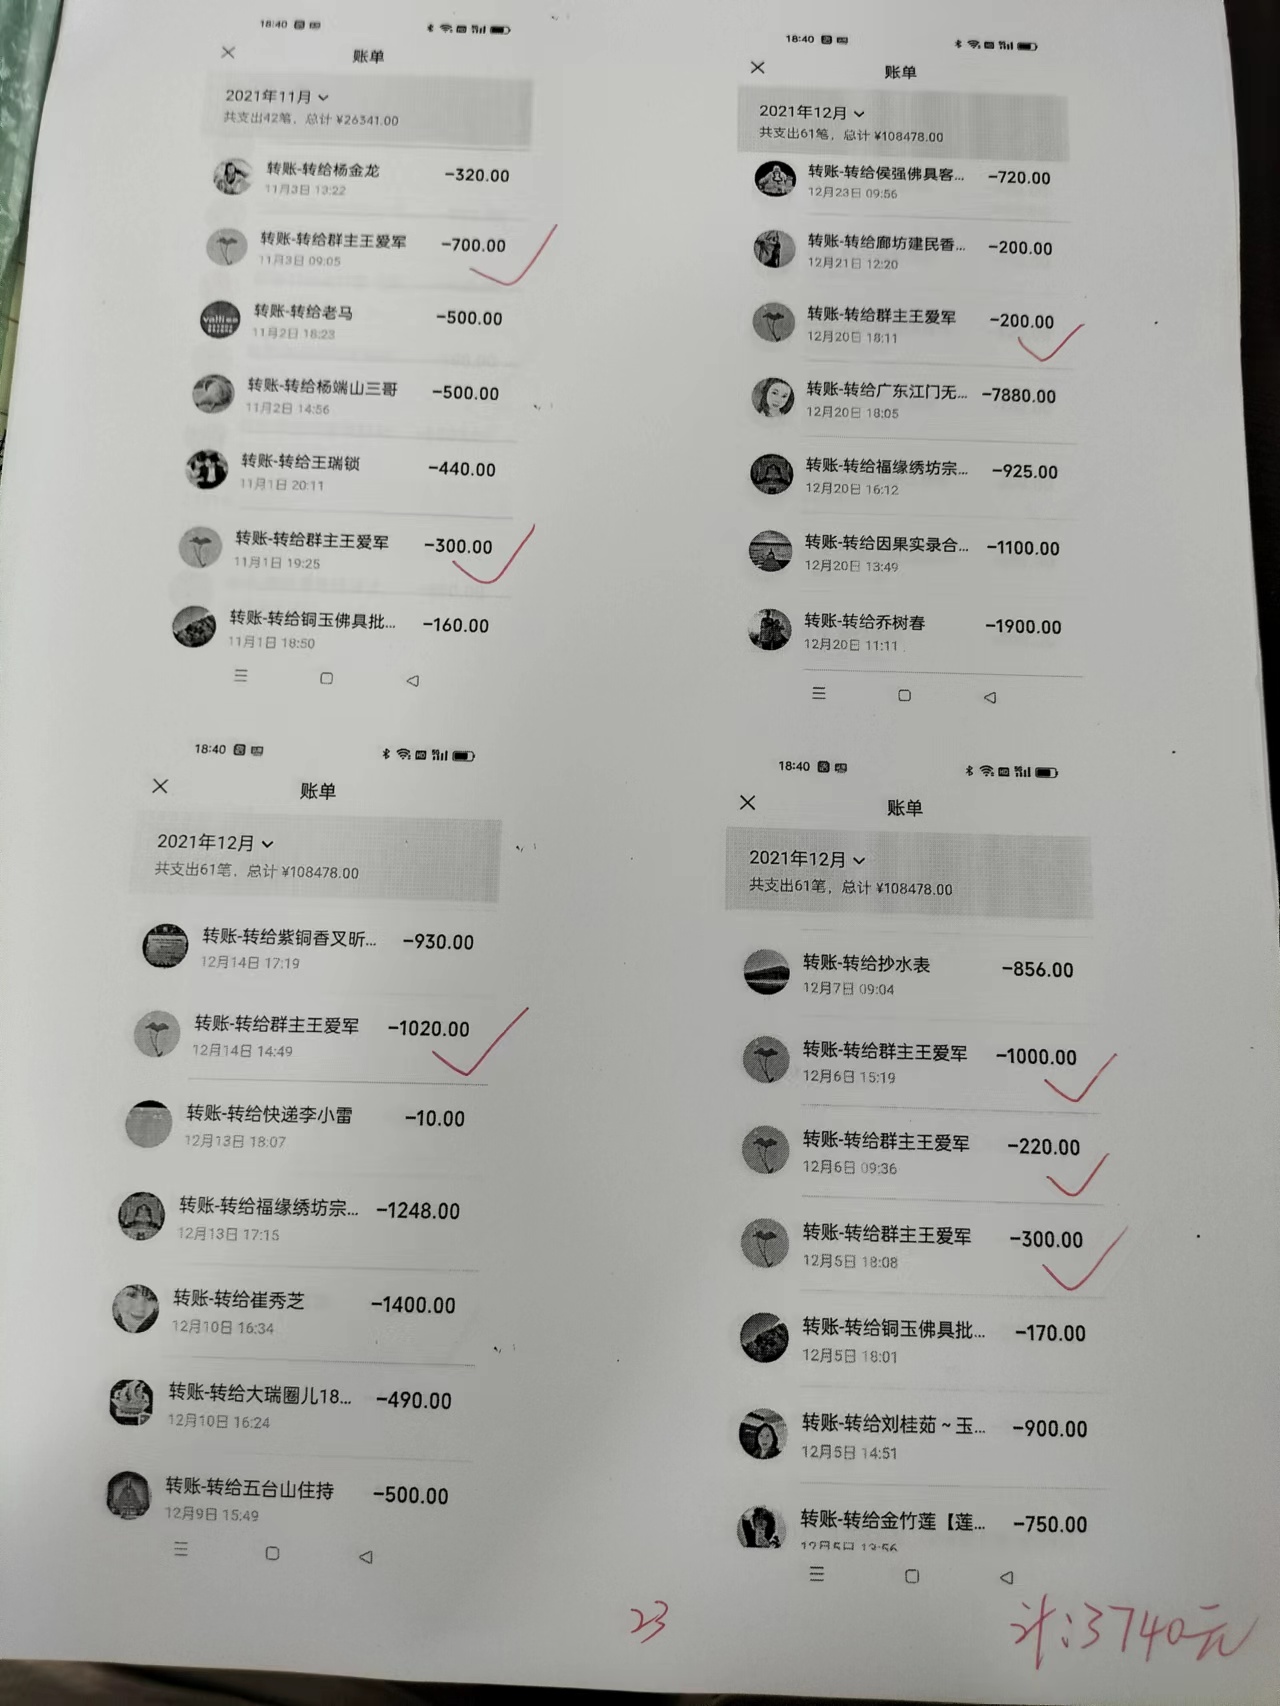 18:40
账单
2021年11月
共支出42笔，总计 ¥26341.00
转账-转给杨金龙 -320.00
11月3日 13:22
转账-转给群主王爱军 -700.00
11月3日 09:05
转账-转给老马 -500.00
11月2日 18:23
转账-转给杨端山三哥 -500.00
11月2日 14:56
转账-转给王瑞锁 -440.00
11月1日 20:11
转账-转给群主王爱军 -300.00
11月1日 19:25
转账-转给铜玉佛具批... -160.00
11月1日 18:50
18:40
账单
2021年12月
共支出61笔，总计 ¥108478.00
转账-转给侯强佛具客... -720.00
12月23日 09:56
转账-转给廊坊建民香... -200.00
12月21日 12:20
转账-转给群主王爱军 -200.00
12月20日 18:11
转账-转给广东江门无... -7880.00
12月20日 18:05
转账-转给福缘绣坊宗... -925.00
12月20日 16:12
转账-转给因果实录合... -1100.00
12月20日 13:49
转账-转给乔树春 -1900.00
12月20日 11:11
18:40
账单
2021年12月
共支出61笔，总计 ¥108478.00
转账-转给紫铜香叉昕... -930.00
12月14日 17:19
转账-转给群主王爱军 -1020.00
12月14日 14:49
转账-转给快递李小雷 -10.00
12月13日 18:07
转账-转给福缘绣坊宗... -1248.00
12月13日 17:15
转账-转给崔秀芝 -1400.00
12月10日 16:34
转账-转给大瑞圈儿18... -490.00
12月10日 16:24
转账-转给五台山住持 -500.00
12月9日 15:49
18:40
账单
2021年12月
共支出61笔，总计 ¥108478.00
转账-转给抄水表 -856.00
12月7日 09:04
转账-转给群主王爱军 -1000.00
12月6日 15:19
转账-转给群主王爱军 -220.00
12月6日 09:36
转账-转给群主王爱军 -300.00
12月5日 18:08
转账-转给铜玉佛具批... -170.00
12月5日 18:01
转账-转给刘桂茹～玉... -900.00
12月5日 14:51
转账-转给金竹莲【莲... -750.00
12月5日 13:56
23
计:3740元